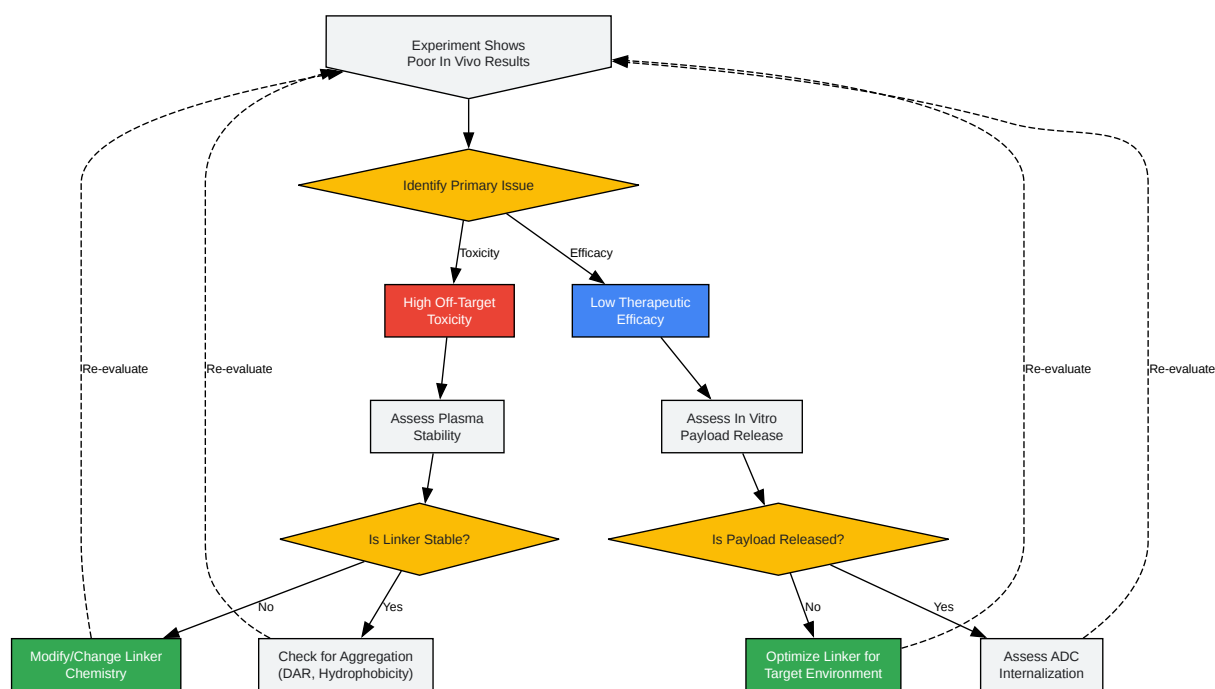 Experiment Shows
Poor In Vivo Results
Identify Primary Issue
Toxicity
Efficacy
High Off-Target
Toxicity
Low Therapeutic
Efficacy
Re-evaluate
Re-evaluate
Re-evaluate
Re-evaluate
Assess Plasma
Stability
Assess In Vitro
Payload Release
Is Linker Stable?
Is Payload Released?
No
Yes
No
Yes
Modify/Change Linker
Chemistry
Check for Aggregation
(DAR, Hydrophobicity)
Optimize Linker for
Target Environment
Assess ADC
Internalization